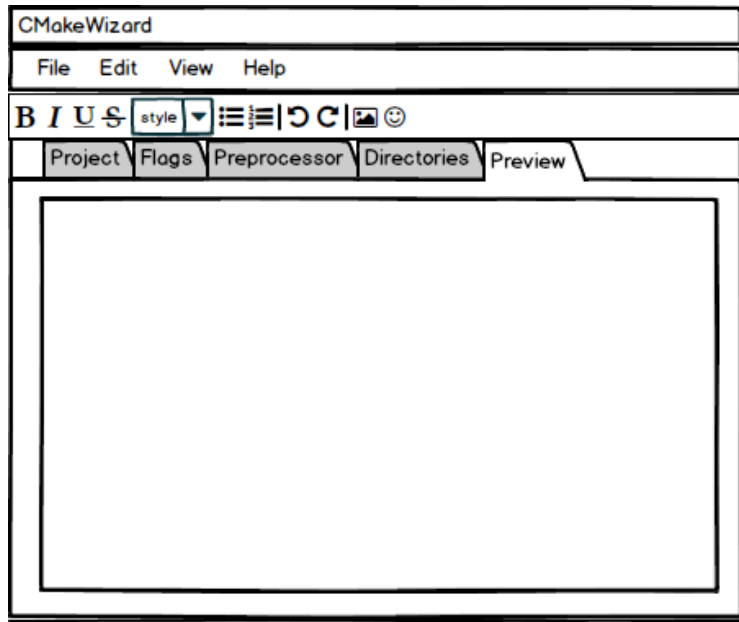 CMakeWizard
File Edit View Help
B I U S style
Project Flags Preprocessor Directories Preview